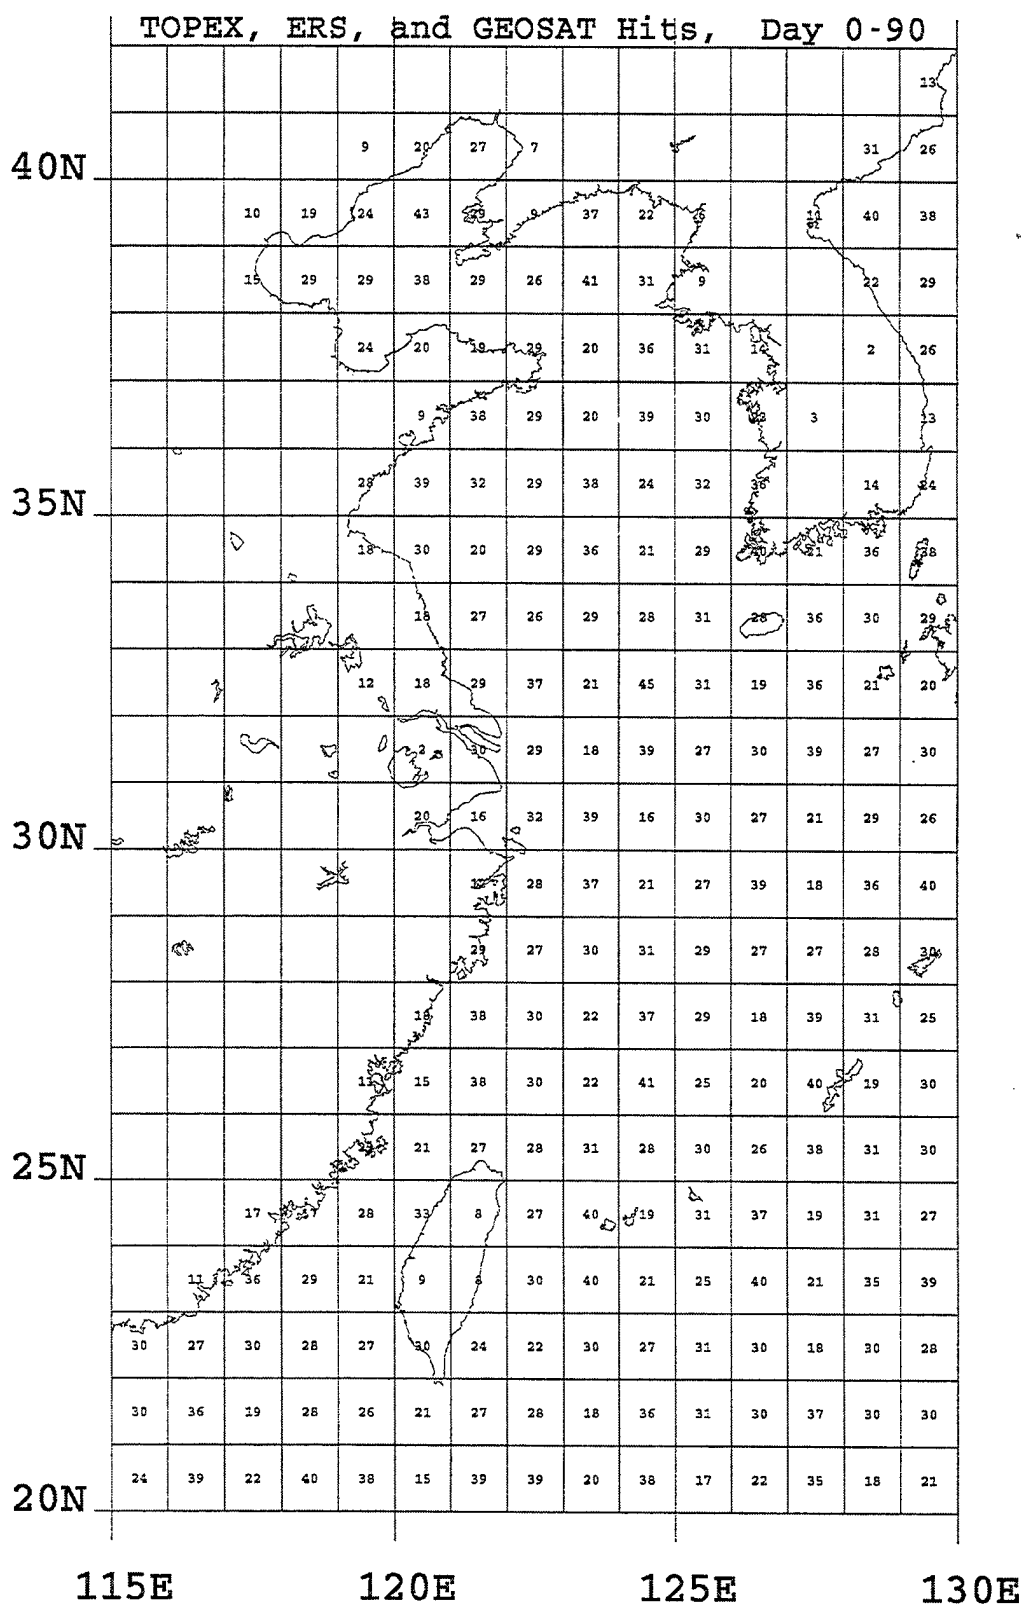 TOPEX, ERS, and GEOSAT Hits, Day 0-90
13
9 20 27 7 31 26
40N
10 19 24 43 29 9 37 22 6 11 40 38
15 29 29 38 29 26 41 31 9 22 29
24 20 19 29 20 36 31 14 2 26
9 38 29 20 39 30 3
28 39 32 29 38 24 32 36 14 24
35N
18 30 20 29 36 21 29 21 36 38
18 27 26 29 28 31 28 36 30 29
12 18 29 37 21 45 31 19 36 21 20
2 30 29 18 39 27 30 39 27 30
20 16 32 39 16 30 27 21 29 26
30N
28 37 21 27 39 18 36 40
29 27 30 31 29 27 27 28 30
18 38 30 22 37 29 18 39 31 25
13 15 38 30 22 41 25 20 40 19 30
21 27 28 31 28 30 26 38 31 30
25N
17 28 33 8 27 40 19 31 37 19 31 27
11 36 29 21 9 8 30 40 21 25 40 21 35 39
30 27 30 28 27 30 24 22 30 27 31 30 18 30 28
30 36 19 28 26 21 27 28 18 36 31 30 37 30 30
24 39 22 40 38 15 39 39 20 38 17 22 35 18 21
20N
115E 120E 125E 130E